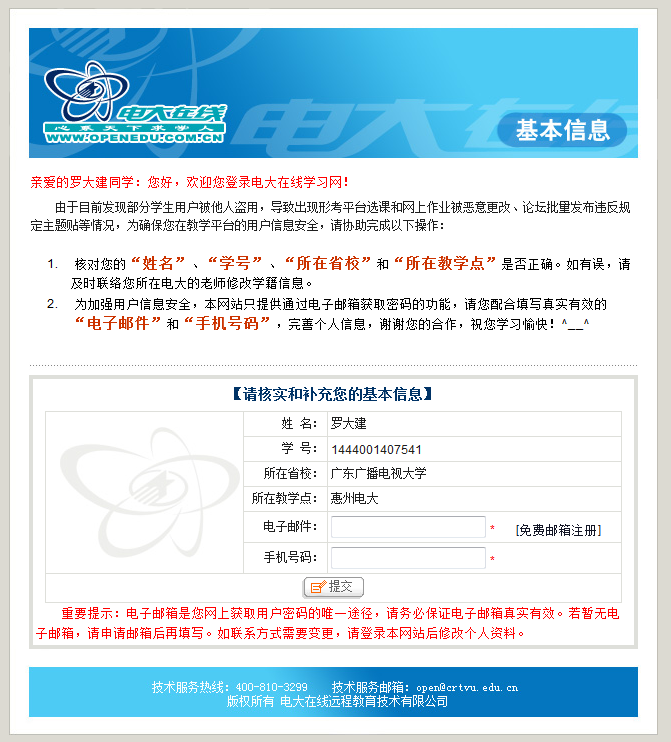 电大在线
心系天下求学人
WWW.OPENEDU.COM.CN
电大在线
基本信息
亲爱的罗大建同学：您好，欢迎您登录电大在线学习网！
由于目前发现部分学生用户被他人盗用，导致出现形考平台选课和网上作业被恶意更改、论坛批量发布违反规
定主题贴等情况，为确保您在教学平台的用户信息安全，请协助完成以下操作：
1. 核对您的“姓名”、“学号”、“所在省校”和“所在教学点”是否正确。如有误，请
及时联络您所在电大的老师修改学籍信息。
2. 为加强用户信息安全，本网站只提供通过电子邮箱获取密码的功能，请您配合填写真实有效的
“电子邮件”和“手机号码”，完善个人信息，谢谢您的合作，祝您学习愉快！^__^
【请核实和补充您的基本信息】
姓 名： 罗大建
学 号： 1444001407541
所在省校： 广东广播电视大学
所在教学点： 惠州电大
电子邮件： * [免费邮箱注册]
手机号码： *
提交
重要提示：电子邮箱是您网上获取用户密码的唯一途径，请务必保证电子邮箱真实有效。若暂无电
子邮箱，请申请邮箱后再填写。如联系方式需要变更，请登录本网站后修改个人资料。
技术服务热线：400-810-3299 技术服务邮箱：open@crtvu.edu.cn
版权所有 电大在线远程教育技术有限公司